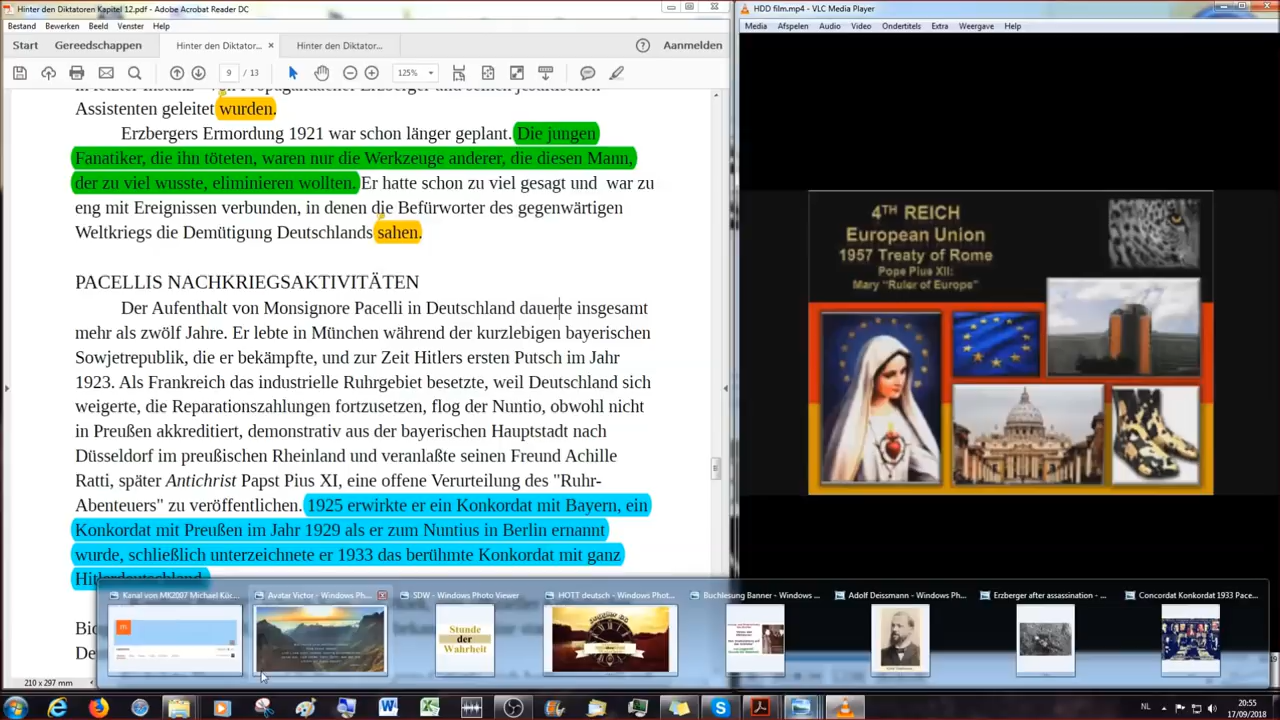 Hinter den Diktatoren Kapitel 12.pdf - Adobe Acrobat Reader DC
Bestand Bewerken Beeld Venster Help
Start Gereedschappen Hinter den Diktator... × Hinter den Diktator... Aanmelden
9 / 13 125%
Assistenten geleitet wurden.
Erzbergers Ermordung 1921 war schon länger geplant. Die jungen
Fanatiker, die ihn töteten, waren nur die Werkzeuge anderer, die diesen Mann,
der zu viel wusste, eliminieren wollten. Er hatte schon zu viel gesagt und war zu
eng mit Ereignissen verbunden, in denen die Befürworter des gegenwärtigen
Weltkriegs die Demütigung Deutschlands sahen.
PACELLIS NACHKRIEGSAKTIVITÄTEN
Der Aufenthalt von Monsignore Pacelli in Deutschland dauerte insgesamt
mehr als zwölf Jahre. Er lebte in München während der kurzlebigen bayerischen
Sowjetrepublik, die er bekämpfte, und zur Zeit Hitlers ersten Putsch im Jahr
1923. Als Frankreich das industrielle Ruhrgebiet besetzte, weil Deutschland sich
weigerte, die Reparationszahlungen fortzusetzen, flog der Nuntio, obwohl nicht
in Preußen akkreditiert, demonstrativ aus der bayerischen Hauptstadt nach
Düsseldorf im preußischen Rheinland und veranlaßte seinen Freund Achille
Ratti, später Antichrist Papst Pius XI, eine offene Verurteilung des "Ruhr-
Abenteuers" zu veröffentlichen. 1925 erwirkte er ein Konkordat mit Bayern, ein
Konkordat mit Preußen im Jahr 1929 als er zum Nuntius in Berlin ernannt
wurde, schließlich unterzeichnete er 1933 das berühmte Konkordat mit ganz
Hitlerdeutschland.
210 x 297 mm
HDD film.mp4 - VLC Media Player
Media Afspelen Audio Video Ondertitels Extra Weergave Help
4TH REICH
European Union
1957 Treaty of Rome
Pope Pius XII:
Mary "Ruler of Europe"
Kanal von MK2007 Michael Küc...
Avatar Victor - Windows Ph...
SDW - Windows Photo Viewer
HOTT deutsch - Windows Phot...
Buchlesung Banner - Windows ...
Adolf Deissmann - Windows Ph...
Erzberger after assassination - ...
Concordat Konkordat 1933 Pace...
Stunde
der
Wahrheit
NL 20:55
17/09/2018